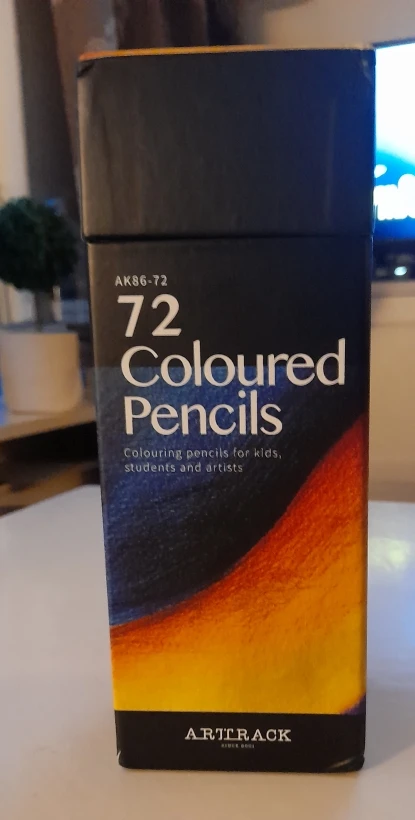 AK86-72
72
Coloured
Pencils
Colouring pencils for kids,
students and artists
ARTTRACK